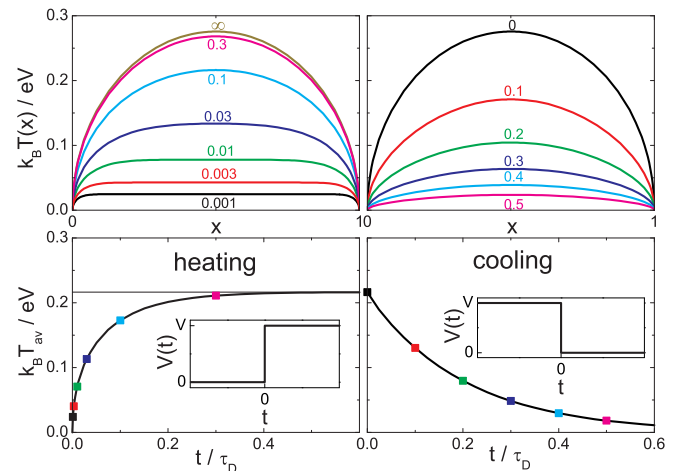 k_B T(x) / eV
0.3
0.2
0.1
0.0
∞
0.3
0.1
0.03
0.01
0.003
0.001
0
x
1
0
0.1
0.2
0.3
0.4
0.5
0
x
1
k_B T_av / eV
0.3
0.2
0.1
0.0
heating
V
V(t)
0
0
t
0.0
0.2
0.4
t / τ_D
cooling
V
V(t)
0
0
t
0.0
0.2
0.4
0.6
t / τ_D